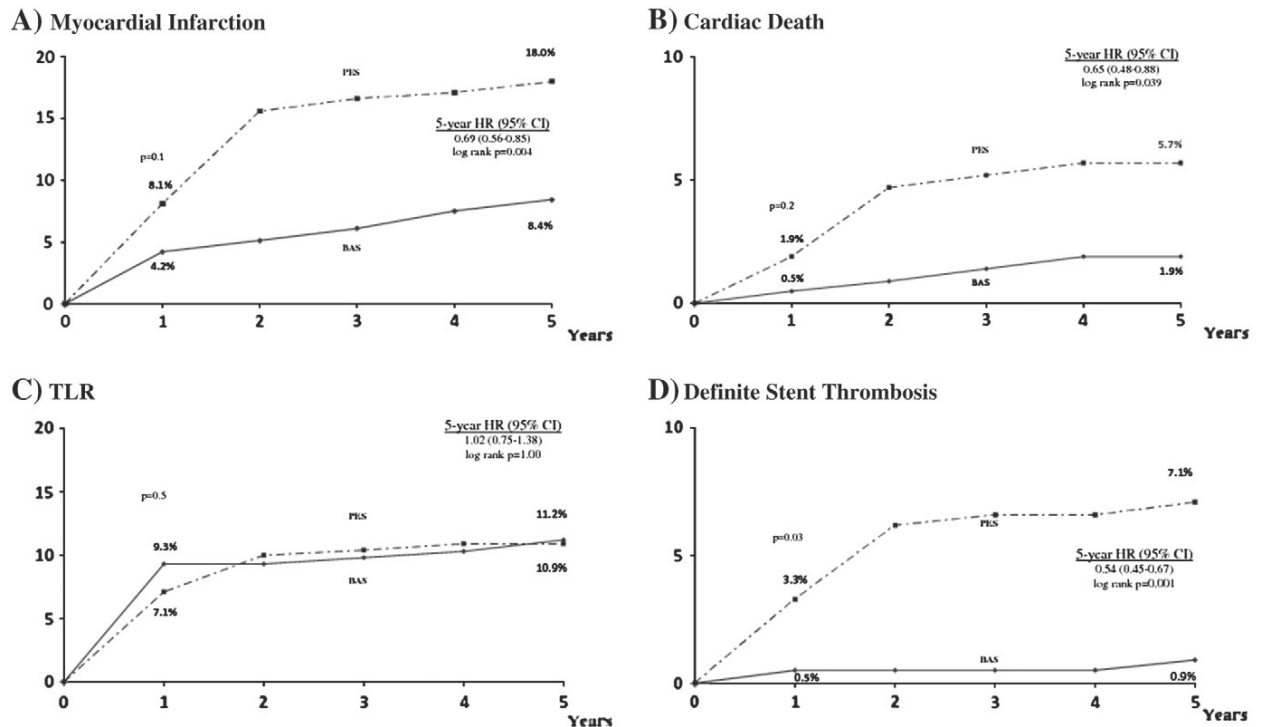 A) Myocardial Infarction
20
15
10
5
0
0 1 2 3 4 5
Years
PES
18.0%
5-year HR (95% CI)
0.69 (0.56-0.85)
log rank p=0.004
p=0.1
8.1%
4.2%
BAS
8.4%
B) Cardiac Death
10
5
0
0 1 2 3 4 5
Years
5-year HR (95% CI)
0.65 (0.48-0.88)
log rank p=0.039
PES
5.7%
p=0.2
1.9%
0.5%
BAS
1.9%
C) TLR
20
15
10
5
0
0 1 2 3 4 5
Years
5-year HR (95% CI)
1.02 (0.75-1.38)
log rank p=1.00
p=0.5
9.3%
PES
11.2%
7.1%
BAS
10.9%
D) Definite Stent Thrombosis
10
5
0
0 1 2 3 4 5
Years
7.1%
PES
p=0.03
3.3%
5-year HR (95% CI)
0.54 (0.45-0.67)
log rank p=0.001
BAS
0.5%
0.9%